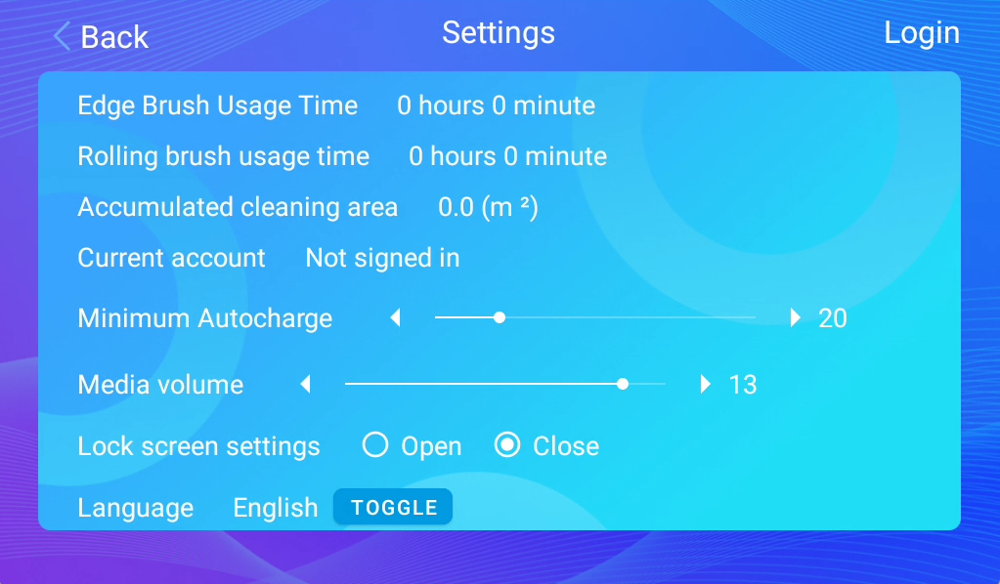 Back Settings Login
Edge Brush Usage Time 0 hours 0 minute
Rolling brush usage time 0 hours 0 minute
Accumulated cleaning area 0.0 (m ²)
Current account Not signed in
Minimum Autocharge 20
Media volume 13
Lock screen settings Open Close
Language English TOGGLE